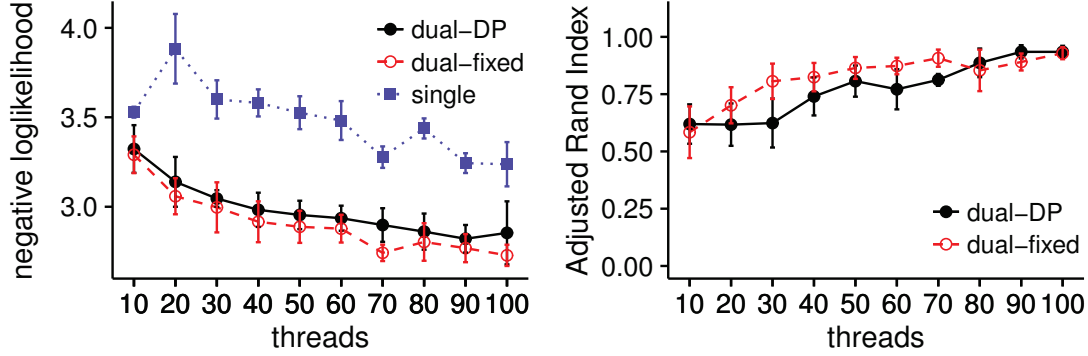 negative loglikelihood
4.0
3.5
3.0
dual−DP
dual−fixed
single
10 20 30 40 50 60 70 80 90 100
threads
Adjusted Rand Index
1.00
0.75
0.50
0.25
0.00
dual−DP
dual−fixed
10 20 30 40 50 60 70 80 90 100
threads